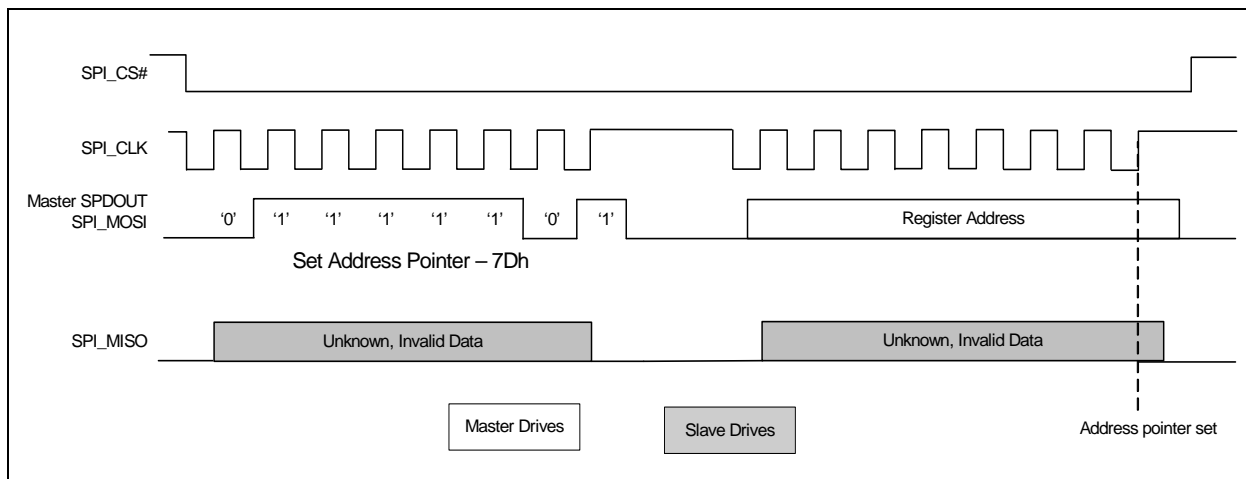 SPI_CS#
SPI_CLK
Master SPDOUT
SPI_MOSI
‘0’ ‘1’ ‘1’ ‘1’ ‘1’ ‘1’ ‘0’ ‘1’ Register Address
Set Address Pointer – 7Dh
SPI_MISO Unknown, Invalid Data Unknown, Invalid Data
Master Drives Slave Drives Address pointer set